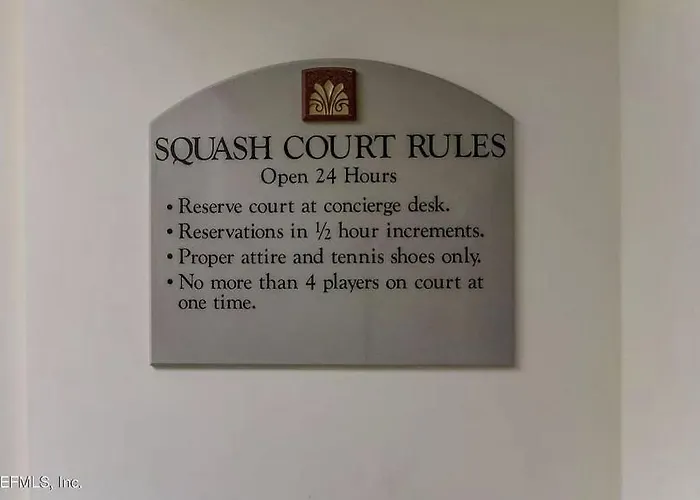 SQUASH COURT RULES
Open 24 Hours
• Reserve court at concierge desk.
• Reservations in ½ hour increments.
• Proper attire and tennis shoes only.
• No more than 4 players on court at
one time.
EFMLS, Inc.